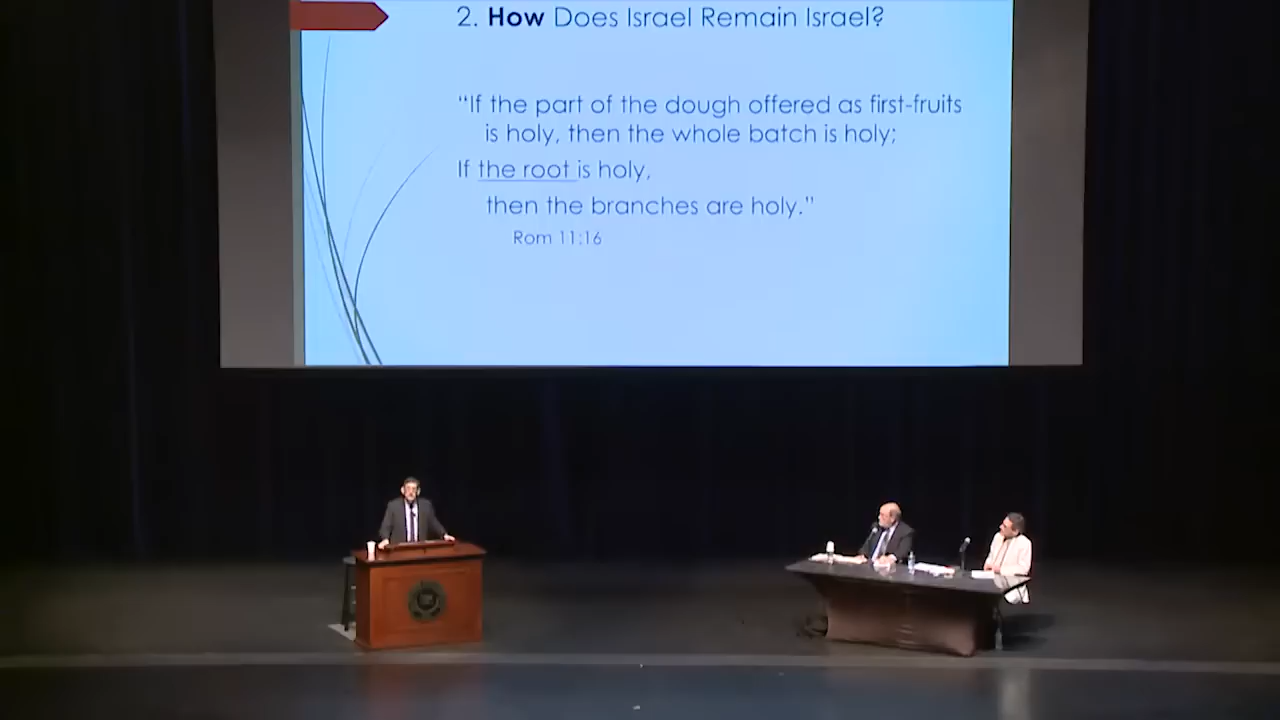 2. How Does Israel Remain Israel?
“If the part of the dough offered as first-fruits
is holy, then the whole batch is holy;
If the root is holy,
then the branches are holy.”
Rom 11:16